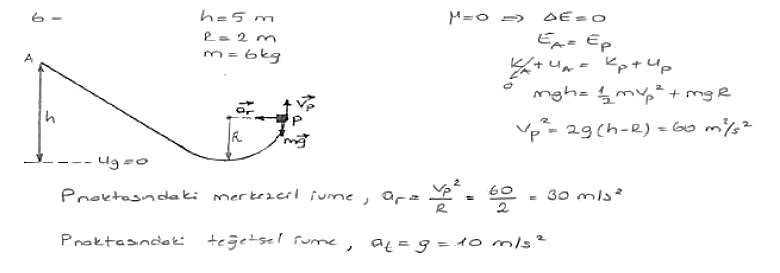 6 -
h = 5 m
R = 2 m
m = 6 kg
μ = 0 ⇒ ΔE = 0
E_A = E_P
K_A + U_A = K_P + U_P
0
mgh = 1/2 mV_P² + mgR
V_P² = 2g(h-R) = 60 m²/s²
A
h
a_r
V_P
P
R
mg
U_g = 0
P noktasındaki merkezcil ivme, a_r = V_P²/R = 60/2 = 30 m/s²
P noktasındaki teğetsel ivme, a_t = g = 10 m/s²